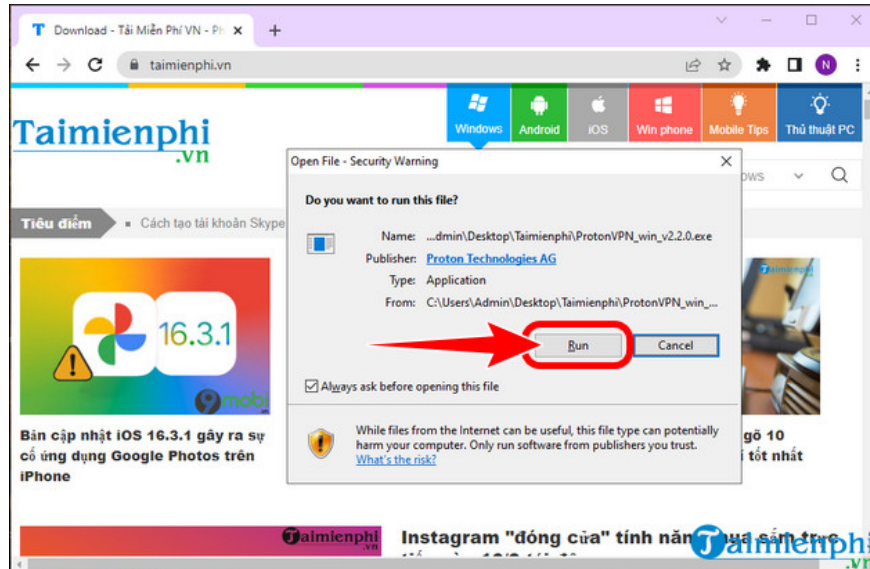 T Download - Tải Miễn Phí VN - Ph
taimienphi.vn
N
Taimienphi
.vn
Windows
Android
iOS
Win phone
Mobile Tips
Thủ thuật PC
Open File - Security Warning
Do you want to run this file?
Name: ...dmin\Desktop\Taimienphi\ProtonVPN_win_v2.2.0.exe
Publisher: Proton Technologies AG
Type: Application
From: C:\Users\Admin\Desktop\Taimienphi\ProtonVPN_win_...
Run
Cancel
Always ask before opening this file
While files from the Internet can be useful, this file type can potentially
harm your computer. Only run software from publishers you trust.
What's the risk?
Tiêu điểm
Cách tạo tài khoản Skype
16.3.1
9mobi
Taimienphi
Bản cập nhật iOS 16.3.1 gây ra sự
cố ứng dụng Google Photos trên
iPhone
gõ 10
tốt nhất
Taimienphi
.vn
Instagram "đóng cửa" tính năng mua sắm trực
Taimienphi
.vn